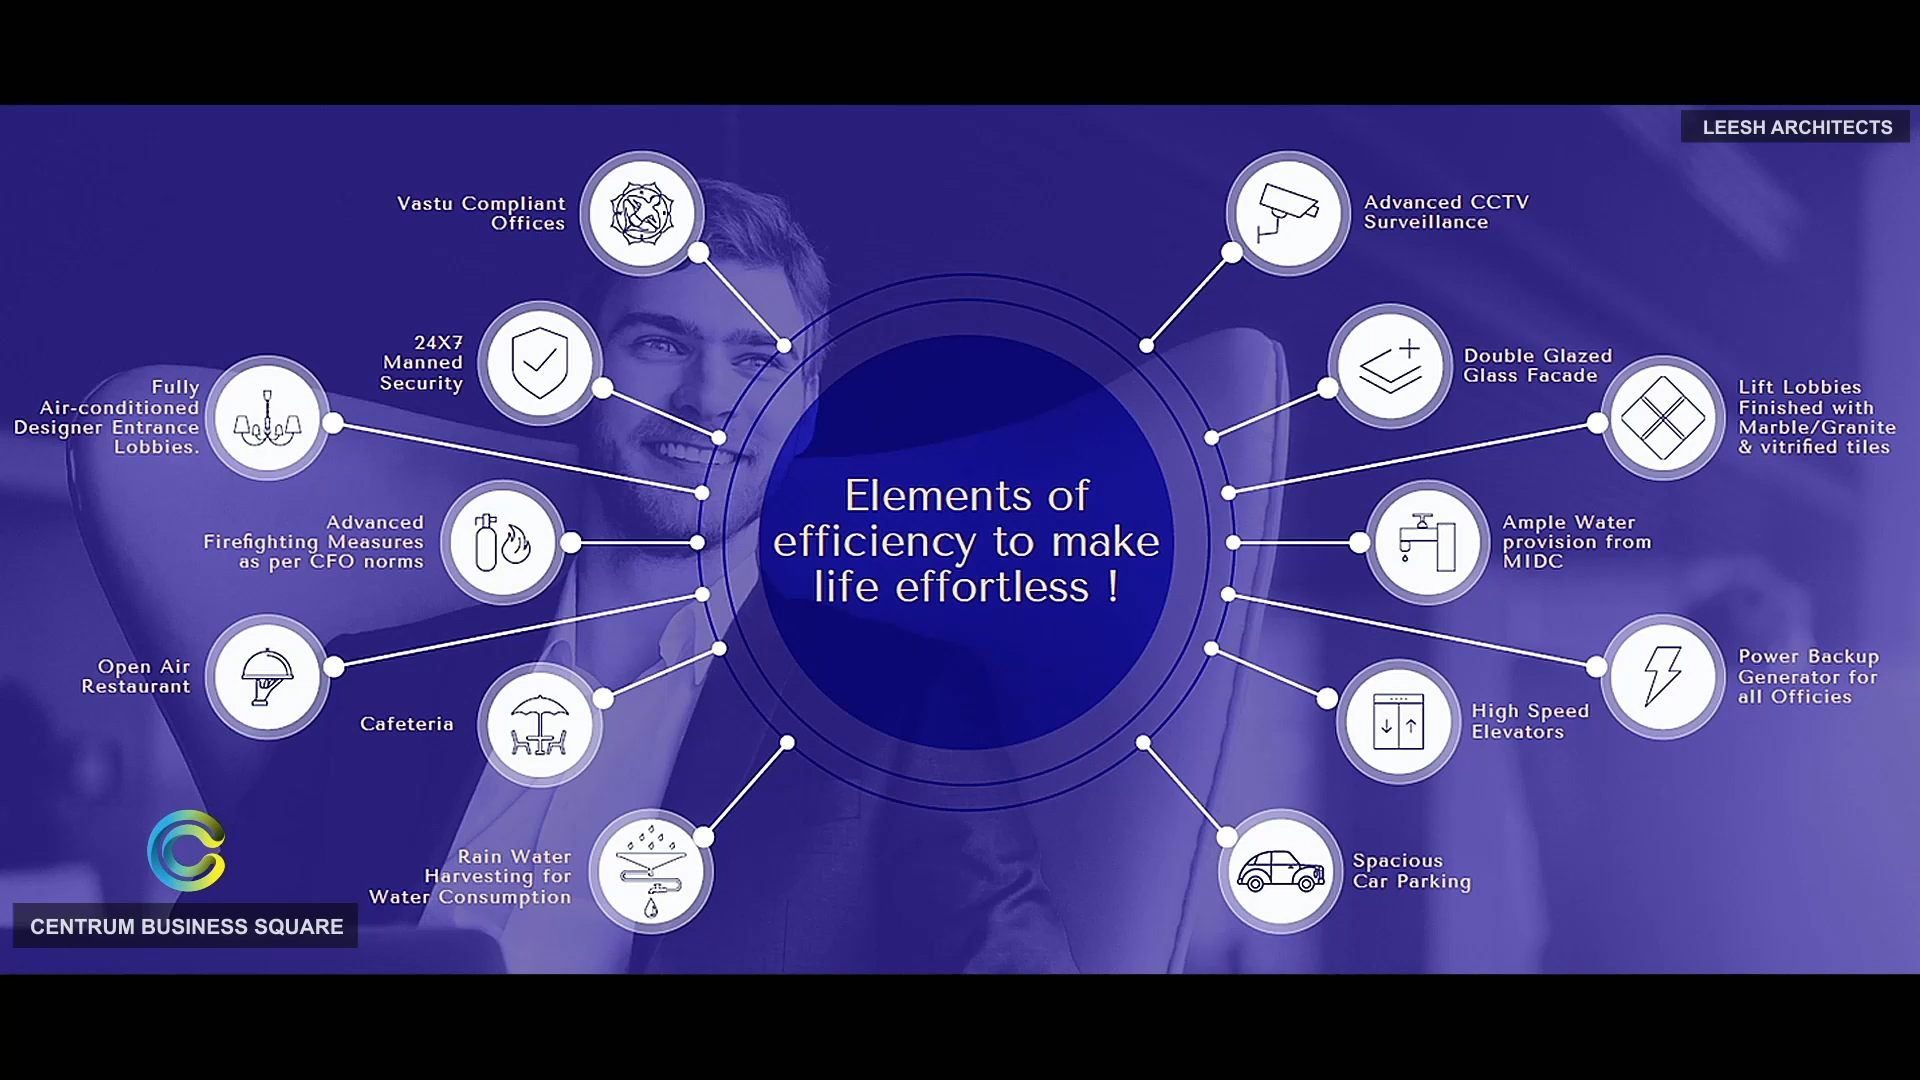 LEESH ARCHITECTS
Vastu Compliant
Offices
Advanced CCTV
Surveillance
24X7
Manned
Security
Double Glazed
Glass Facade
Fully
Air-conditioned
Designer Entrance
Lobbies.
Lift Lobbies
Finished with
Marble/Granite
& vitrified tiles
Elements of
efficiency to make
life effortless !
Advanced
Firefighting Measures
as per CFO norms
Ample Water
provision from
MIDC
Open Air
Restaurant
Power Backup
Generator for
all Officies
Cafeteria
High Speed
Elevators
Rain Water
Harvesting for
Water Consumption
Spacious
Car Parking
CENTRUM BUSINESS SQUARE